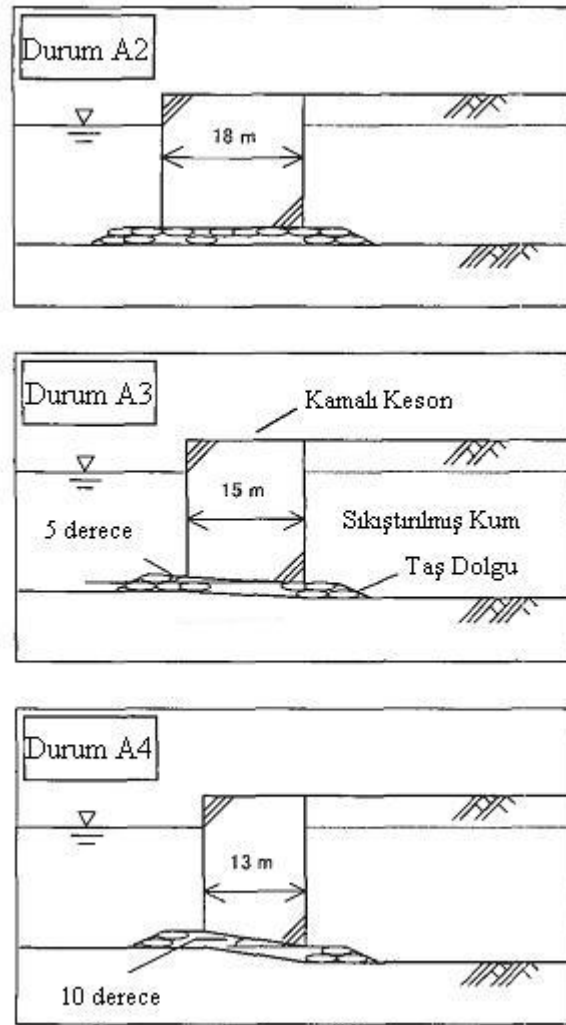 Durum A2
18 m
Durum A3
Kamalı Keson
15 m
5 derece
Sıkıştırılmış Kum
Taş Dolgu
Durum A4
13 m
10 derece